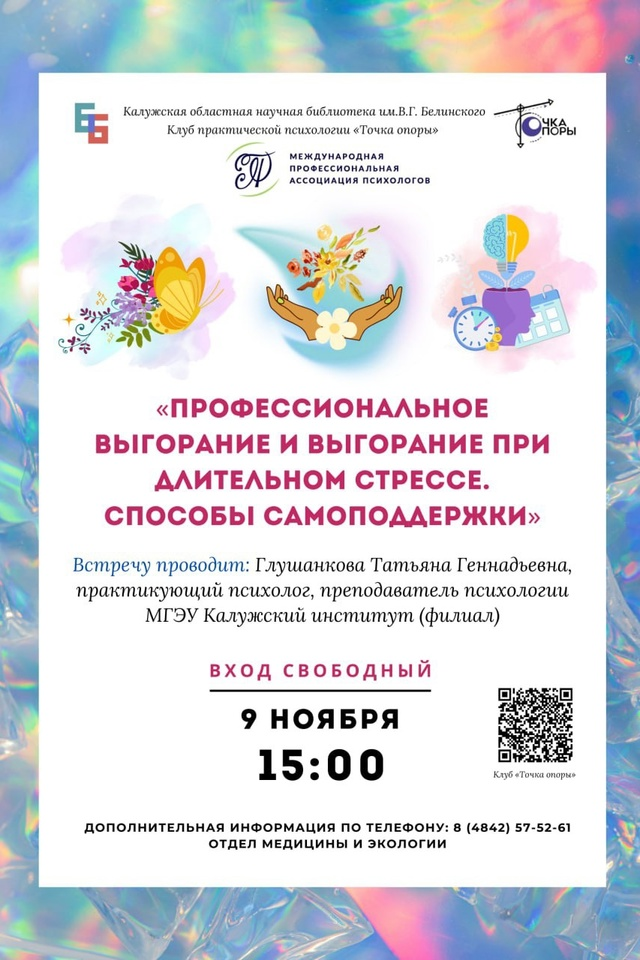 ББ
Калужская областная научная библиотека им.В.Г. Белинского
Клуб практической психологии «Точка опоры»
ТОЧКА
ОПОРЫ
МЕЖДУНАРОДНАЯ
ПРОФЕССИОНАЛЬНАЯ
АССОЦИАЦИЯ ПСИХОЛОГОВ
«ПРОФЕССИОНАЛЬНОЕ
ВЫГОРАНИЕ И ВЫГОРАНИЕ ПРИ
ДЛИТЕЛЬНОМ СТРЕССЕ.
СПОСОБЫ САМОПОДДЕРЖКИ»
Встречу проводит: Глушанкова Татьяна Геннадьевна,
практикующий психолог, преподаватель психологии
МГЭУ Калужский институт (филиал)
ВХОД СВОБОДНЫЙ
9 НОЯБРЯ
15:00
Клуб «Точка опоры»
ДОПОЛНИТЕЛЬНАЯ ИНФОРМАЦИЯ ПО ТЕЛЕФОНУ: 8 (4842) 57-52-61
ОТДЕЛ МЕДИЦИНЫ И ЭКОЛОГИИ